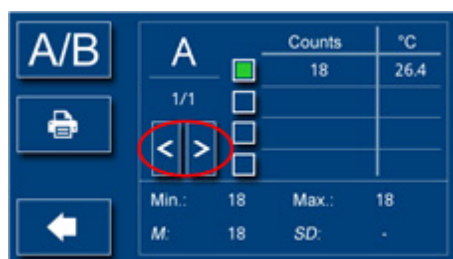 A/B
A
Counts °C
18 26.4
1/1
< >
Min.: 18 Max.: 18
M: 18 SD: -